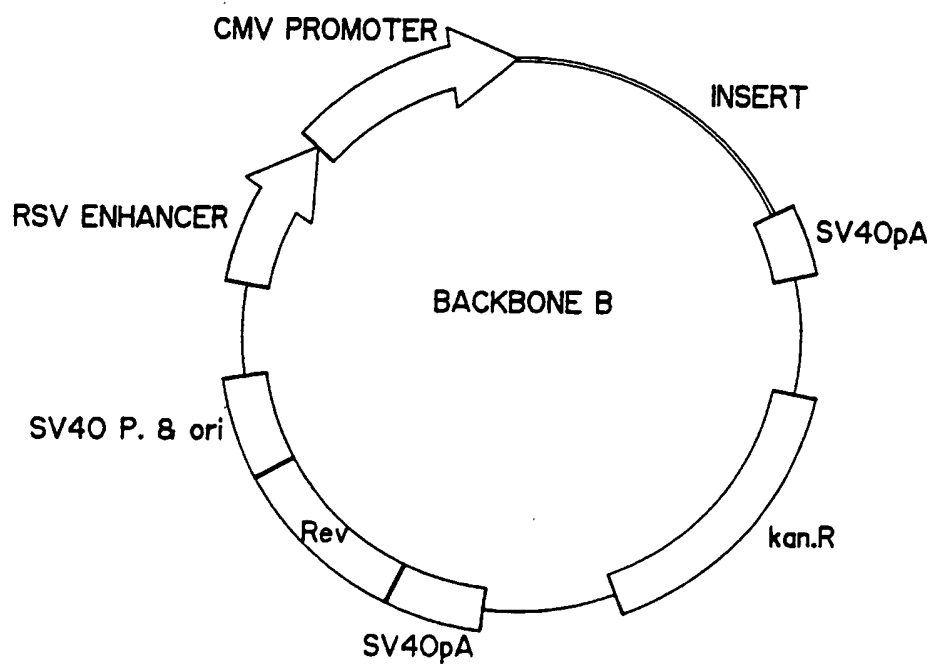 CMV PROMOTER
INSERT
RSV ENHANCER
SV40pA
BACKBONE B
SV40 P. & ori
Rev
kan.R
SV40pA